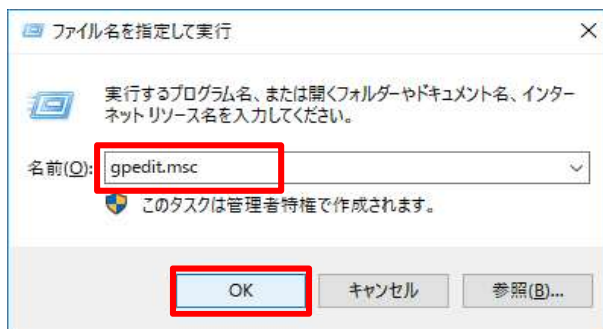 ファイル名を指定して実行
実行するプログラム名、または開くフォルダーやドキュメント名、インター
ネット リソース名を入力してください。
名前(O): gpedit.msc
このタスクは管理者特権で作成されます。
OK キャンセル 参照(B)...